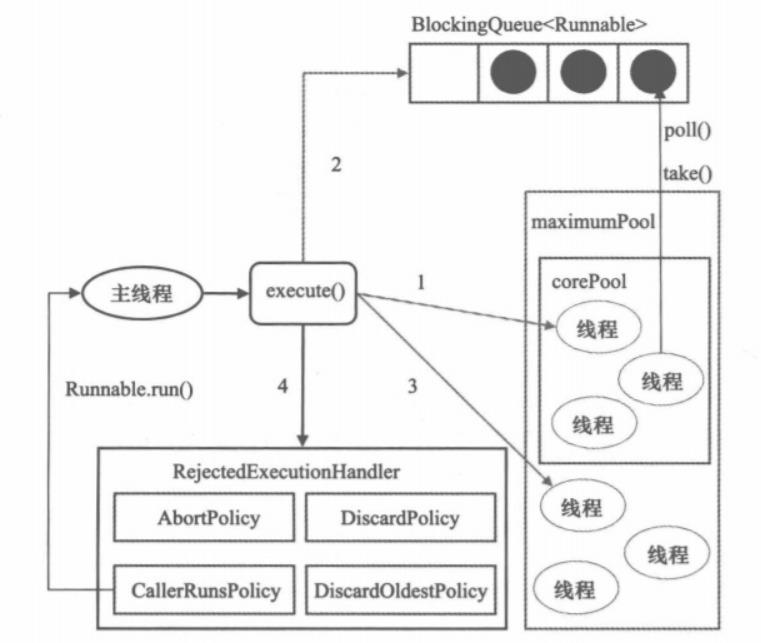 BlockingQueue<Runnable>
poll()
2
take()
maximumPool
主线程
execute()
1
corePool
线程
Runnable.run()
4
3
线程
线程
RejectedExecutionHandler
AbortPolicy
DiscardPolicy
线程
线程
CallerRunsPolicy
DiscardOldestPolicy
线程